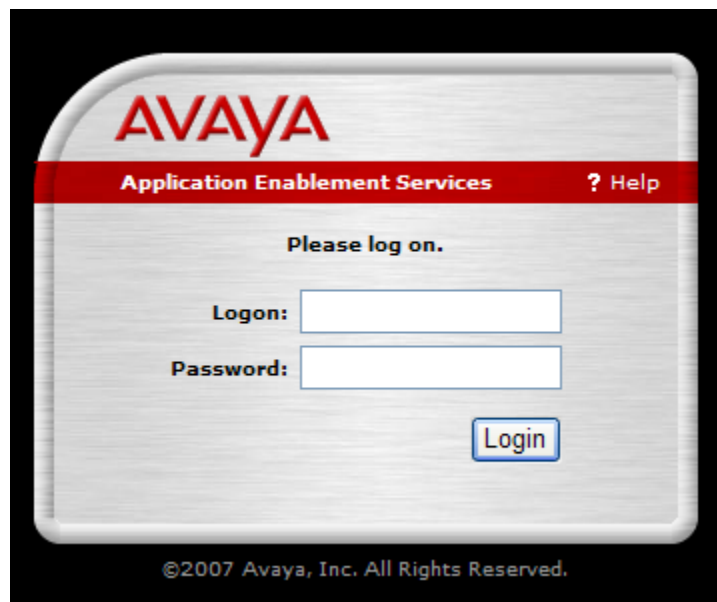 AVAYA
Application Enablement Services ? Help
Please log on.
Logon:
Password:
Login
©2007 Avaya, Inc. All Rights Reserved.